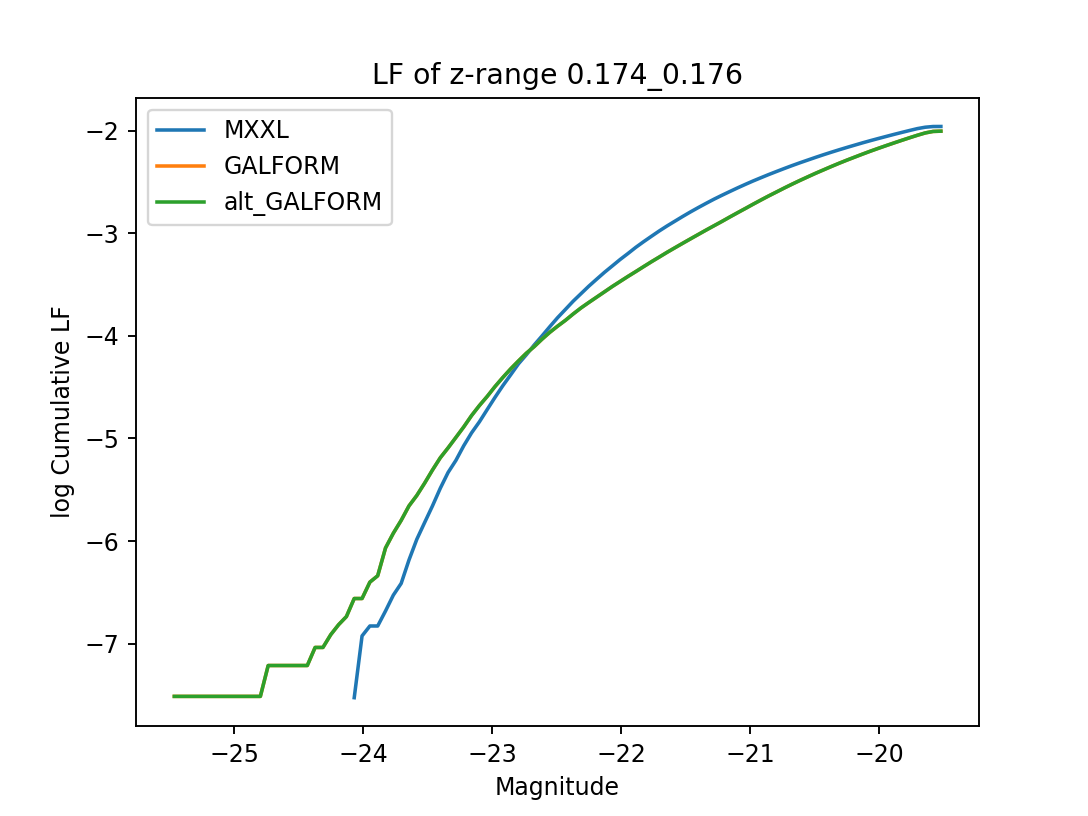 LF of z-range 0.174_0.176
MXXL
GALFORM
alt_GALFORM
log Cumulative LF
−2
−3
−4
−5
−6
−7
−25
−24
−23
−22
−21
−20
Magnitude